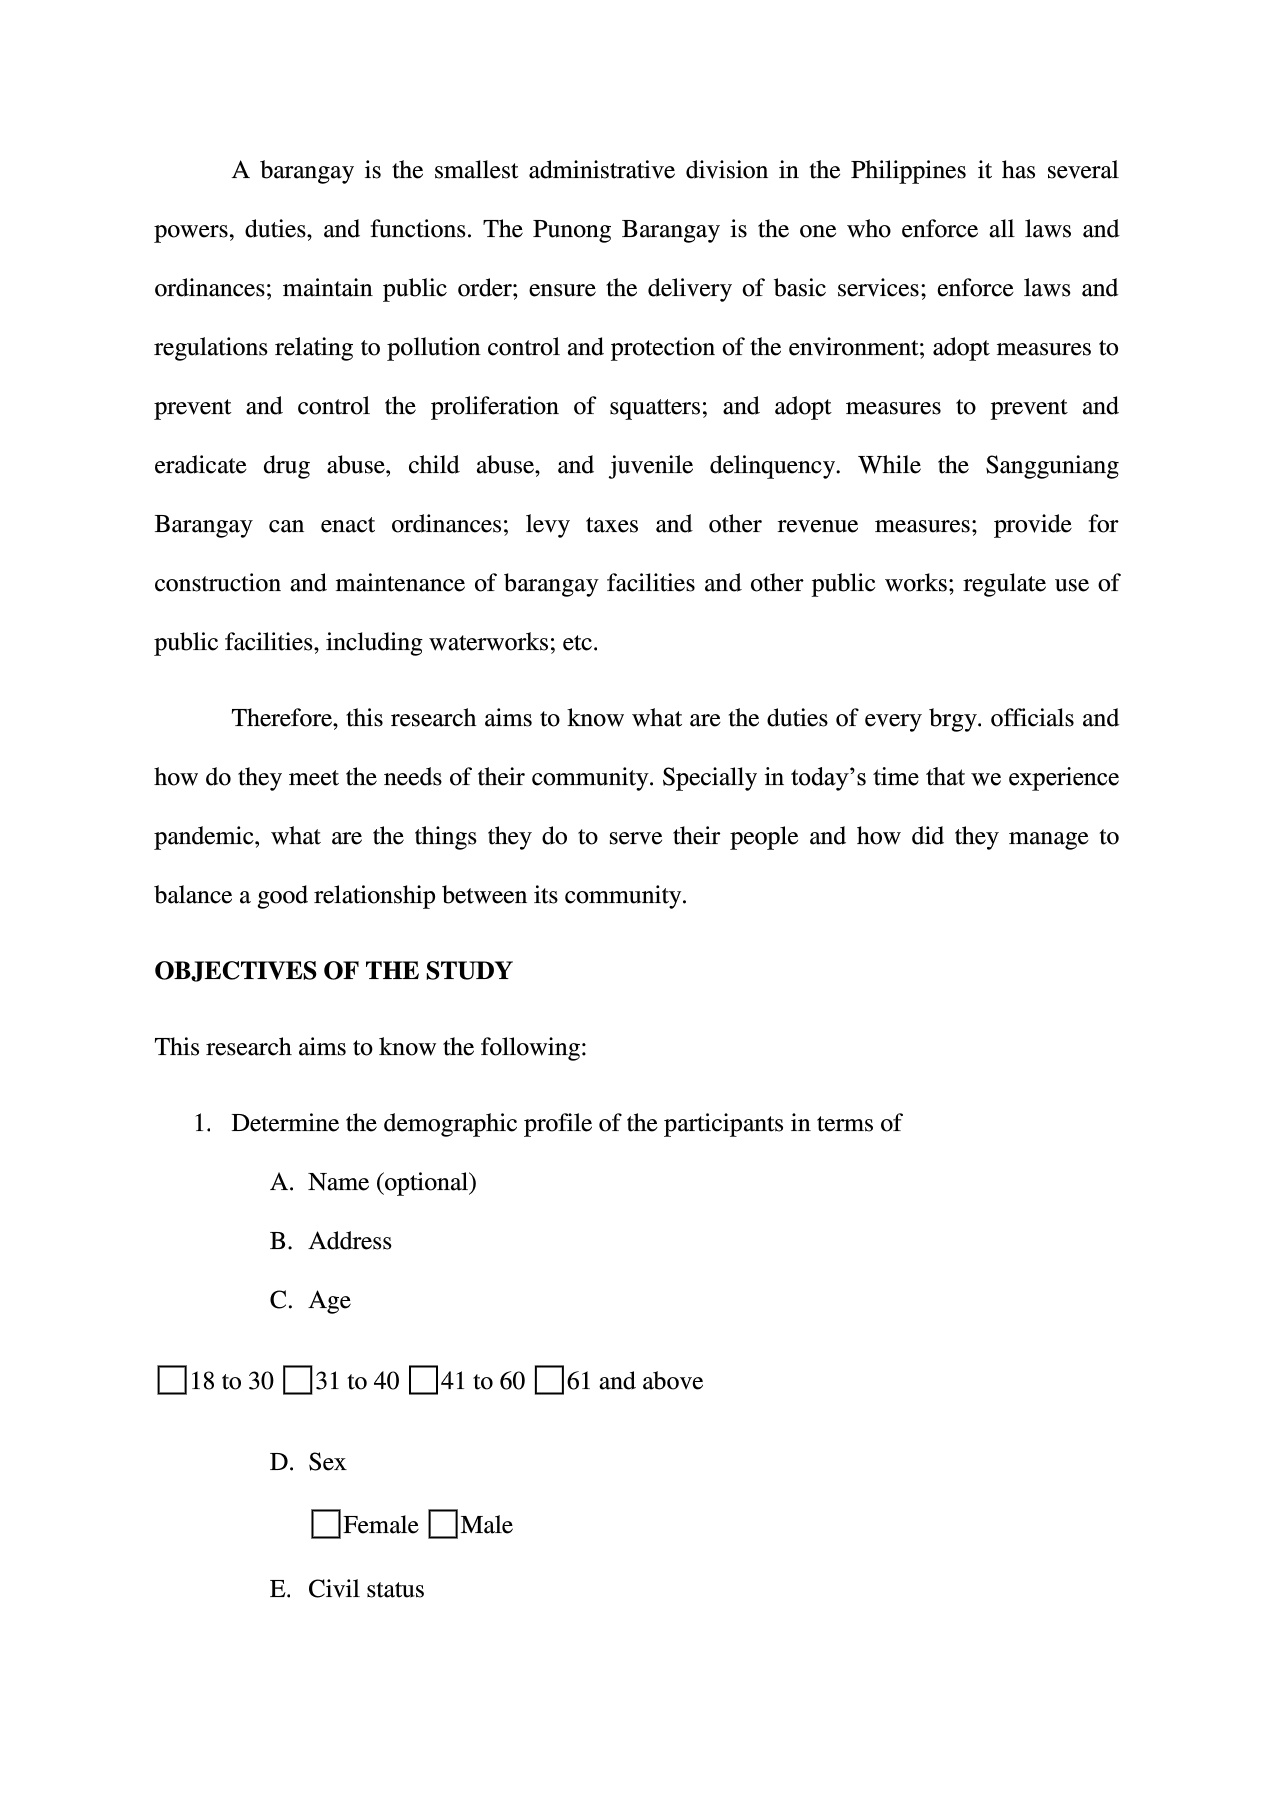 A barangay is the smallest administrative division in the Philippines it has several
powers, duties, and functions. The Punong Barangay is the one who enforce all laws and
ordinances; maintain public order; ensure the delivery of basic services; enforce laws and
regulations relating to pollution control and protection of the environment; adopt measures to
prevent and control the proliferation of squatters; and adopt measures to prevent and
eradicate drug abuse, child abuse, and juvenile delinquency. While the Sangguniang
Barangay can enact ordinances; levy taxes and other revenue measures; provide for
construction and maintenance of barangay facilities and other public works; regulate use of
public facilities, including waterworks; etc.
Therefore, this research aims to know what are the duties of every brgy. officials and
how do they meet the needs of their community. Specially in today’s time that we experience
pandemic, what are the things they do to serve their people and how did they manage to
balance a good relationship between its community.
OBJECTIVES OF THE STUDY
This research aims to know the following:
1. Determine the demographic profile of the participants in terms of
A. Name (optional)
B. Address
C. Age
18 to 30 31 to 40 41 to 60 61 and above
D. Sex
Female Male
E. Civil status